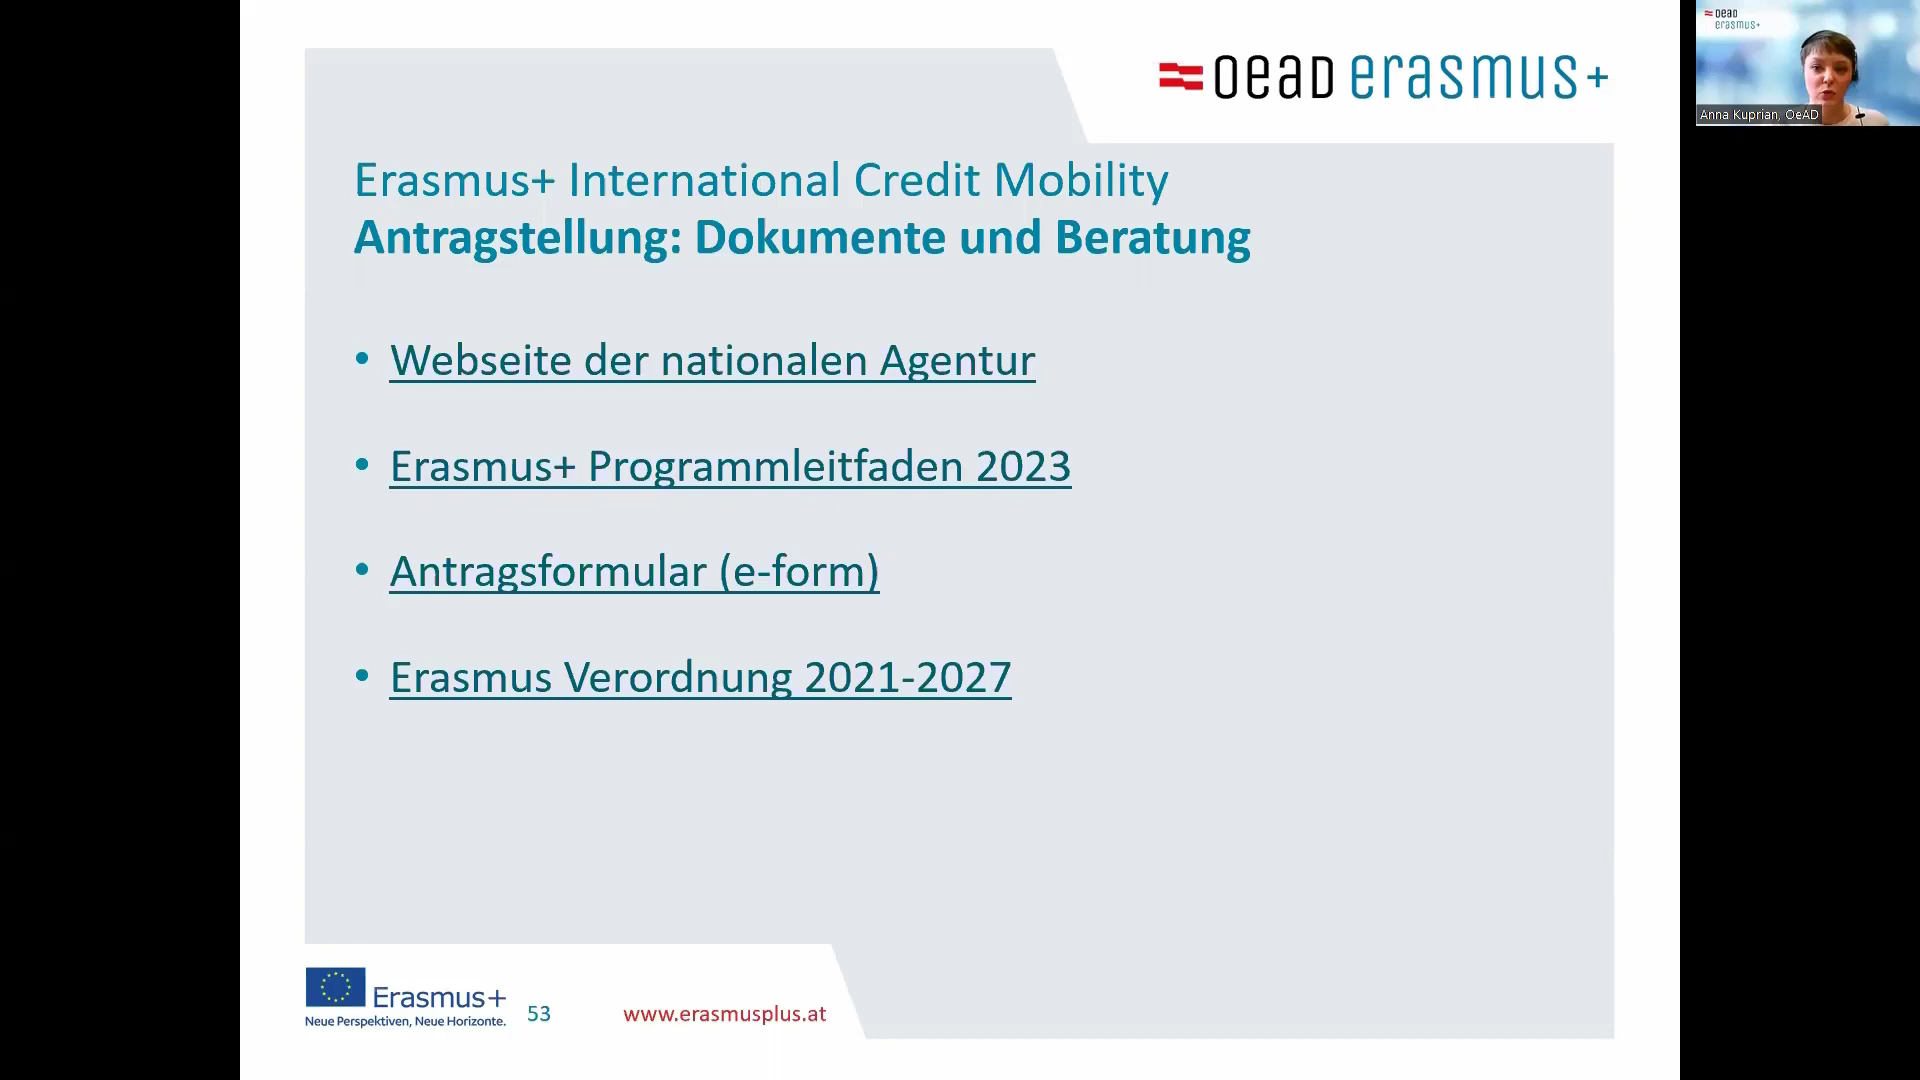 oead erasmus+
Erasmus+ International Credit Mobility
Antragstellung: Dokumente und Beratung
• Webseite der nationalen Agentur
• Erasmus+ Programmleitfaden 2023
• Antragsformular (e-form)
• Erasmus Verordnung 2021-2027
Erasmus+
Neue Perspektiven, Neue Horizonte.
53
www.erasmusplus.at
oead
erasmus+
Anna Kuprian, OeAD